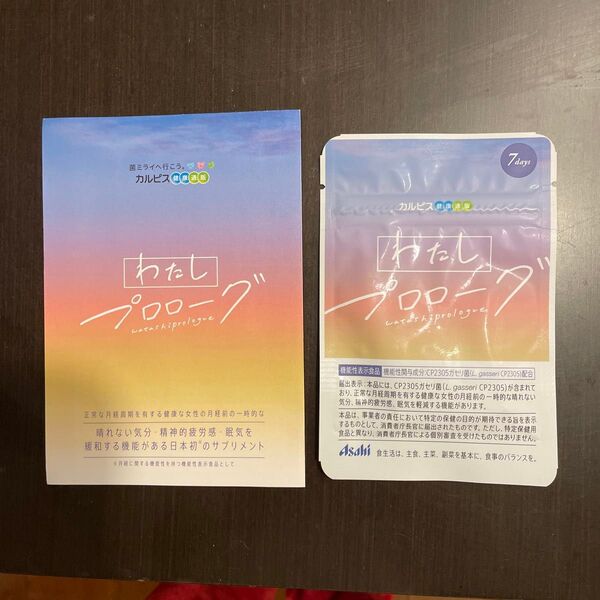 菌ミライへ行こう。
カルピス健康通販
わたし
プロローグ
watashiprologue
正常な月経周期を有する健康な女性の月経前の一時的な
晴れない気分・精神的疲労感・眠気を
緩和する機能がある日本初※のサプリメント
※月経に関する機能性を持つ機能性表示食品として
7days
カルピス健康通販
わたし
プロローグ
watashiprologue
機能性表示食品 機能性関与成分:CP2305ガセリ菌(L. gasseri CP2305)配合
届出表示:本品には、CP2305ガセリ菌(L. gasseri CP2305)が含まれて
おり、正常な月経周期を有する健康な女性の月経前の一時的な晴れない
気分、精神的疲労感、眠気を軽減する機能があります。
本品は、事業者の責任において特定の保健の目的が期待できる旨を表示
するものとして、消費者庁長官に届出されたものです。ただし、特定保健用
食品と異なり、消費者庁長官による個別審査を受けたものではありません。
Asahi 食生活は、主食、主菜、副菜を基本に、食事のバランスを。